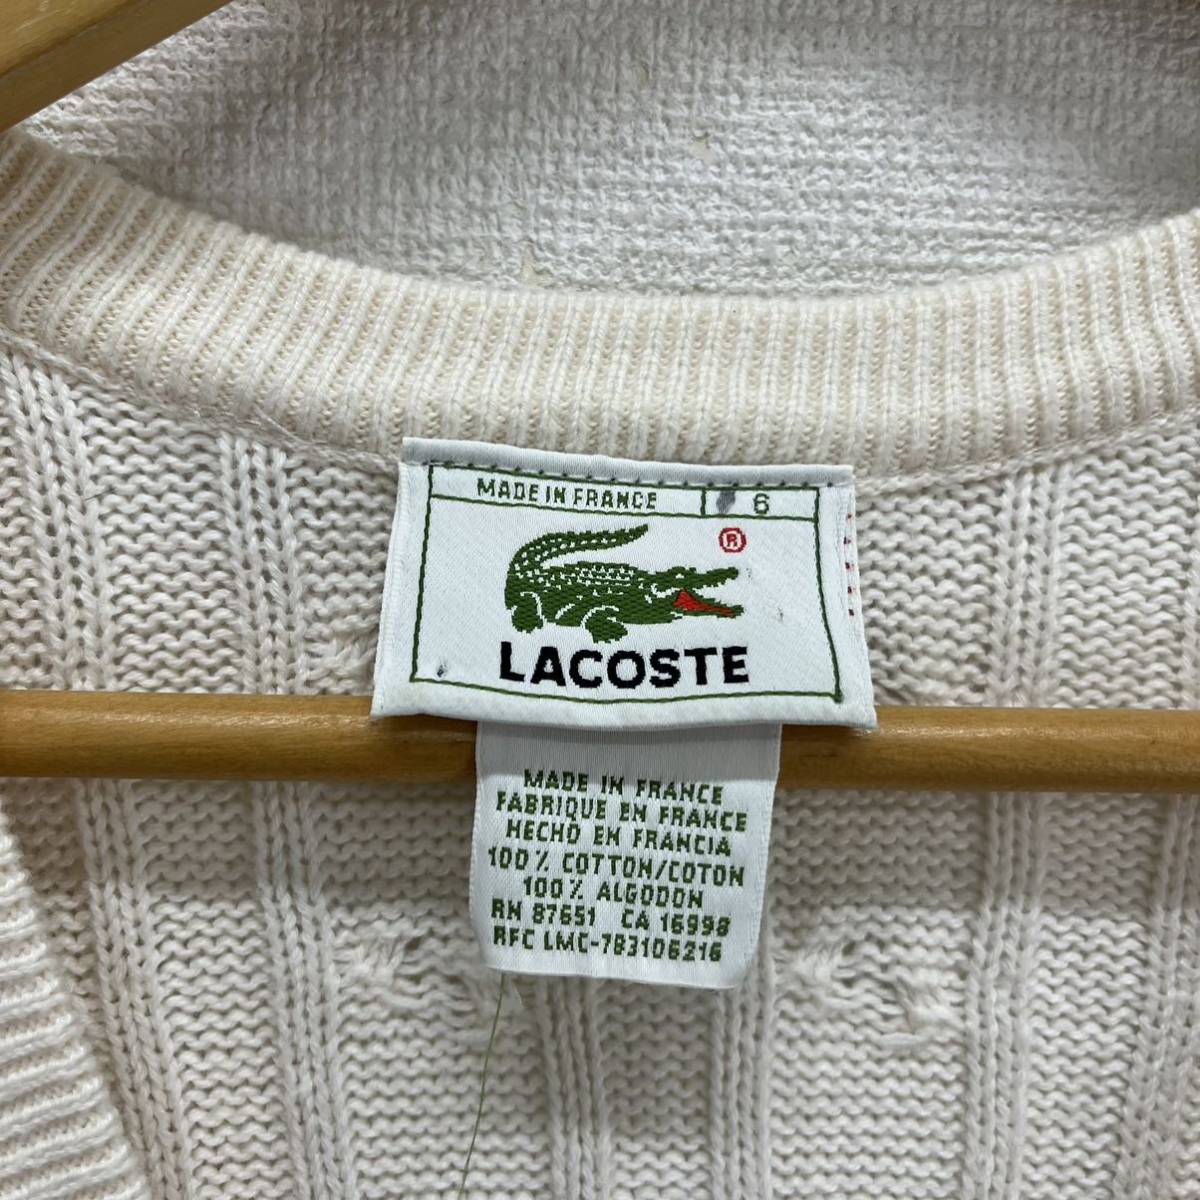 MADE IN FRANCE 6
®
LACOSTE
MADE IN FRANCE
FABRIQUE EN FRANCE
HECHO EN FRANCIA
100% COTTON/COTON
100% ALGODON
RN 87651 CA 16998
RFC LMC-783106216